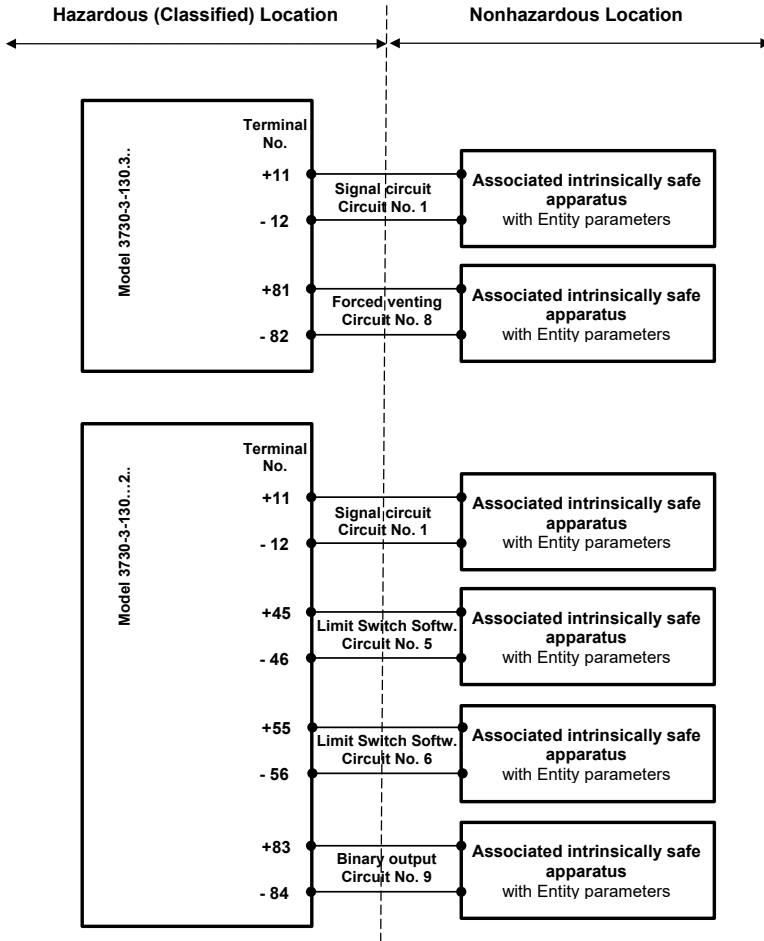 Hazardous (Classified) Location
Nonhazardous Location
Model 3730-3-130.3..
Terminal
No.
+11
- 12
Signal circuit
Circuit No. 1
Associated intrinsically safe
apparatus
with Entity parameters
+81
- 82
Forced venting
Circuit No. 8
Associated intrinsically safe
apparatus
with Entity parameters
Model 3730-3-130...2..
Terminal
No.
+11
- 12
Signal circuit
Circuit No. 1
Associated intrinsically safe
apparatus
with Entity parameters
+45
- 46
Limit Switch Softw.
Circuit No. 5
Associated intrinsically safe
apparatus
with Entity parameters
+55
- 56
Limit Switch Softw.
Circuit No. 6
Associated intrinsically safe
apparatus
with Entity parameters
+83
- 84
Binary output
Circuit No. 9
Associated intrinsically safe
apparatus
with Entity parameters